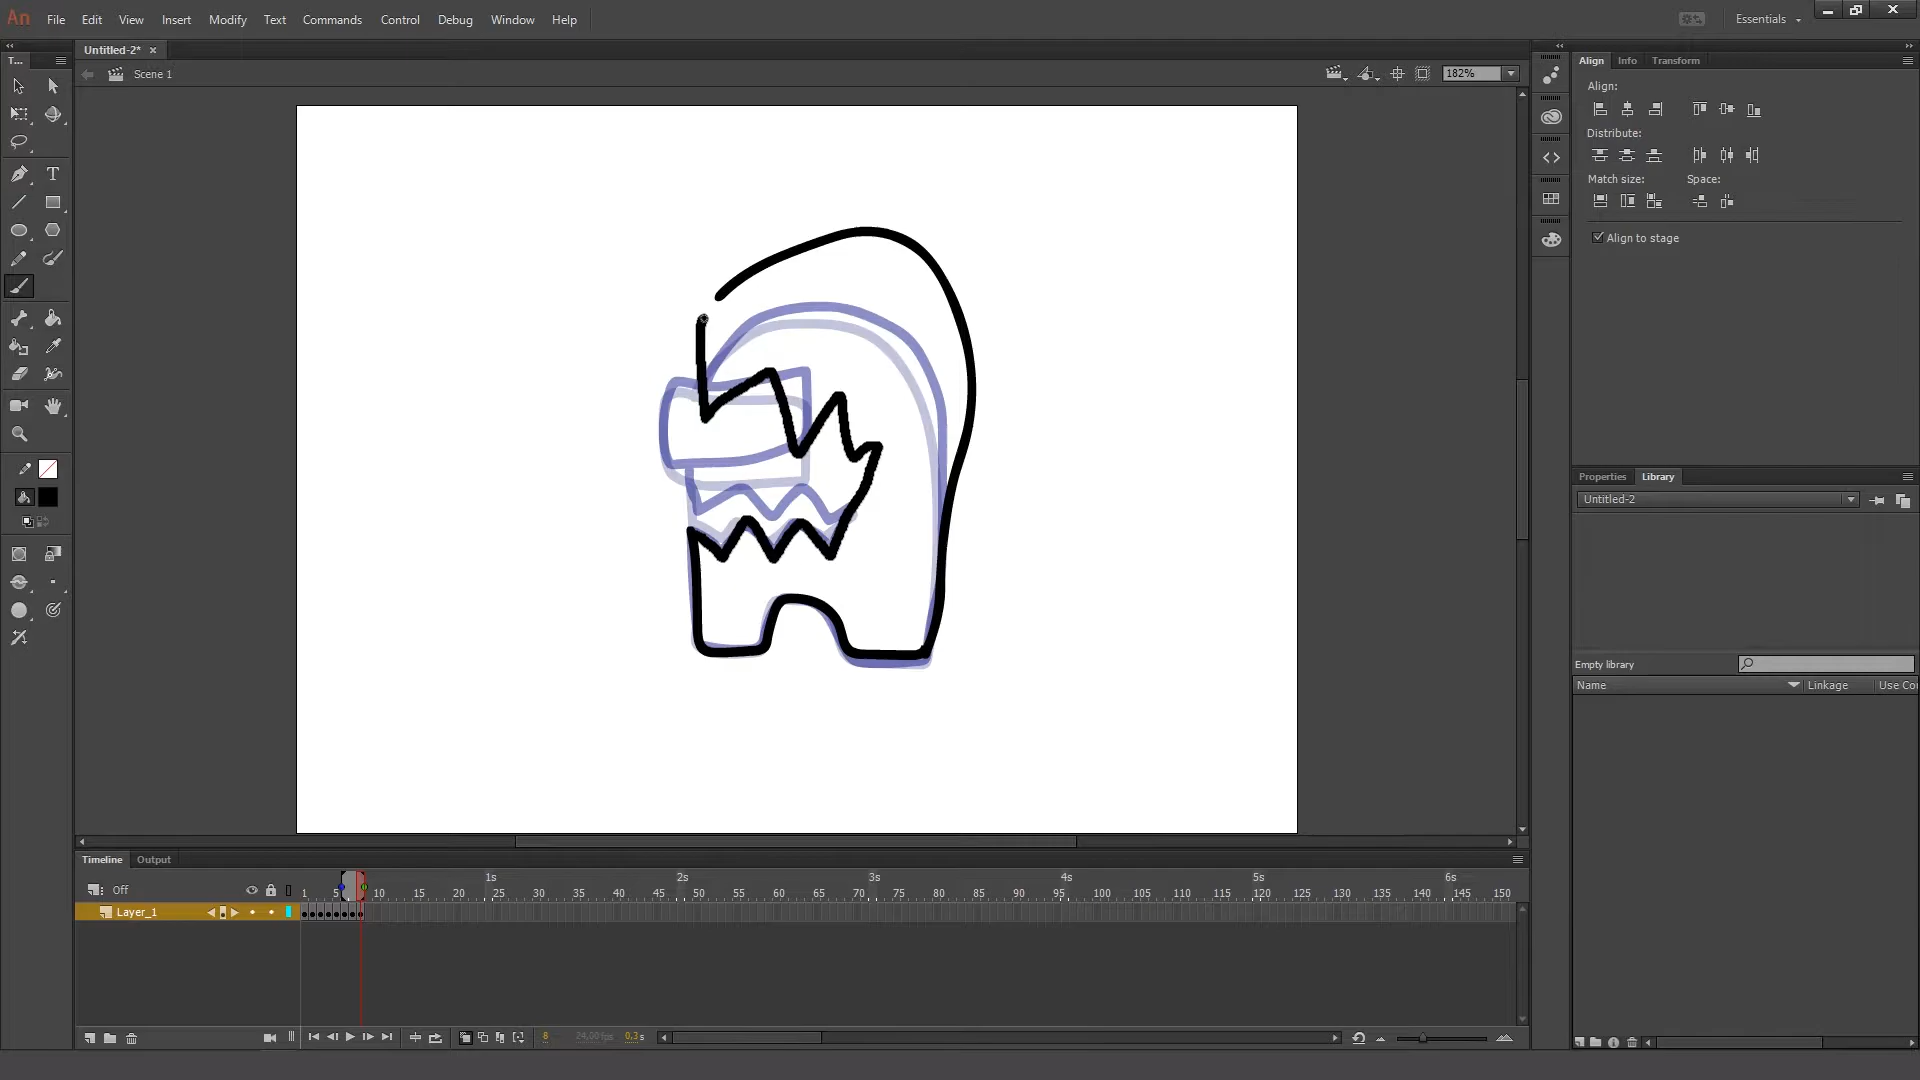 An File Edit View Insert Modify Text Commands Control Debug Window Help Essentials
Untitled-2*
T...
Scene 1
182%
Align Info Transform
Align:
Distribute:
Match size: Space:
Align to stage
Properties Library
Untitled-2
Empty library
Name Linkage Use Co
Timeline Output
1s 2s 3s 4s 5s 6s
Off 1 5 10 15 20 25 30 35 40 45 50 55 60 65 70 75 80 85 90 95 100 105 110 115 120 125 130 135 140 145 150
Layer_1
8 24.00 fps 0.3 s